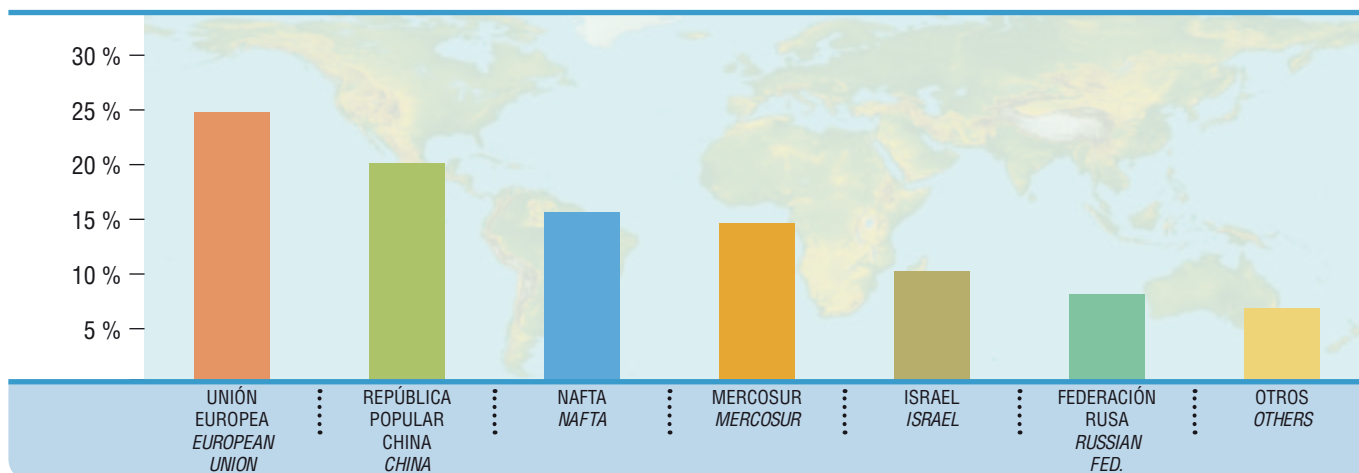 30 %
25 %
20 %
15 %
10 %
5 %
UNIÓN
EUROPEA
EUROPEAN
UNION
REPÚBLICA
POPULAR
CHINA
CHINA
NAFTA
NAFTA
MERCOSUR
MERCOSUR
ISRAEL
ISRAEL
FEDERACIÓN
RUSA
RUSSIAN
FED.
OTROS
OTHERS